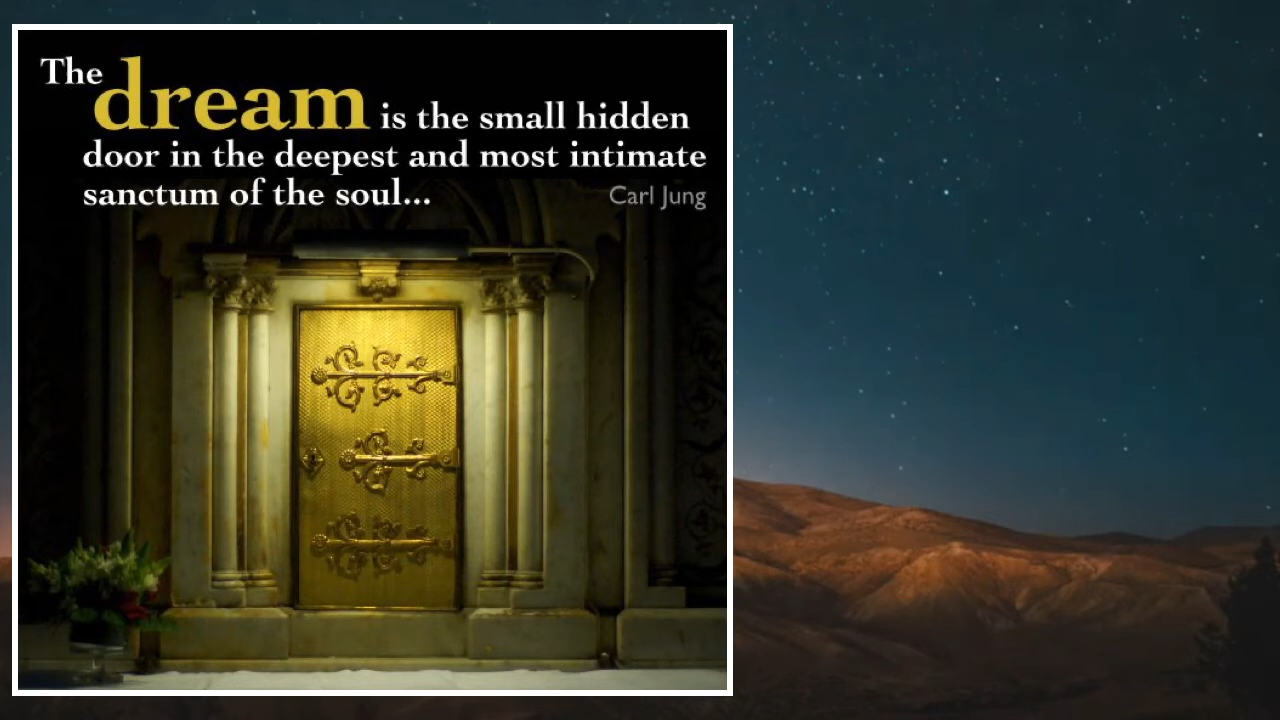 The dream is the small hidden
door in the deepest and most intimate
sanctum of the soul...
Carl Jung